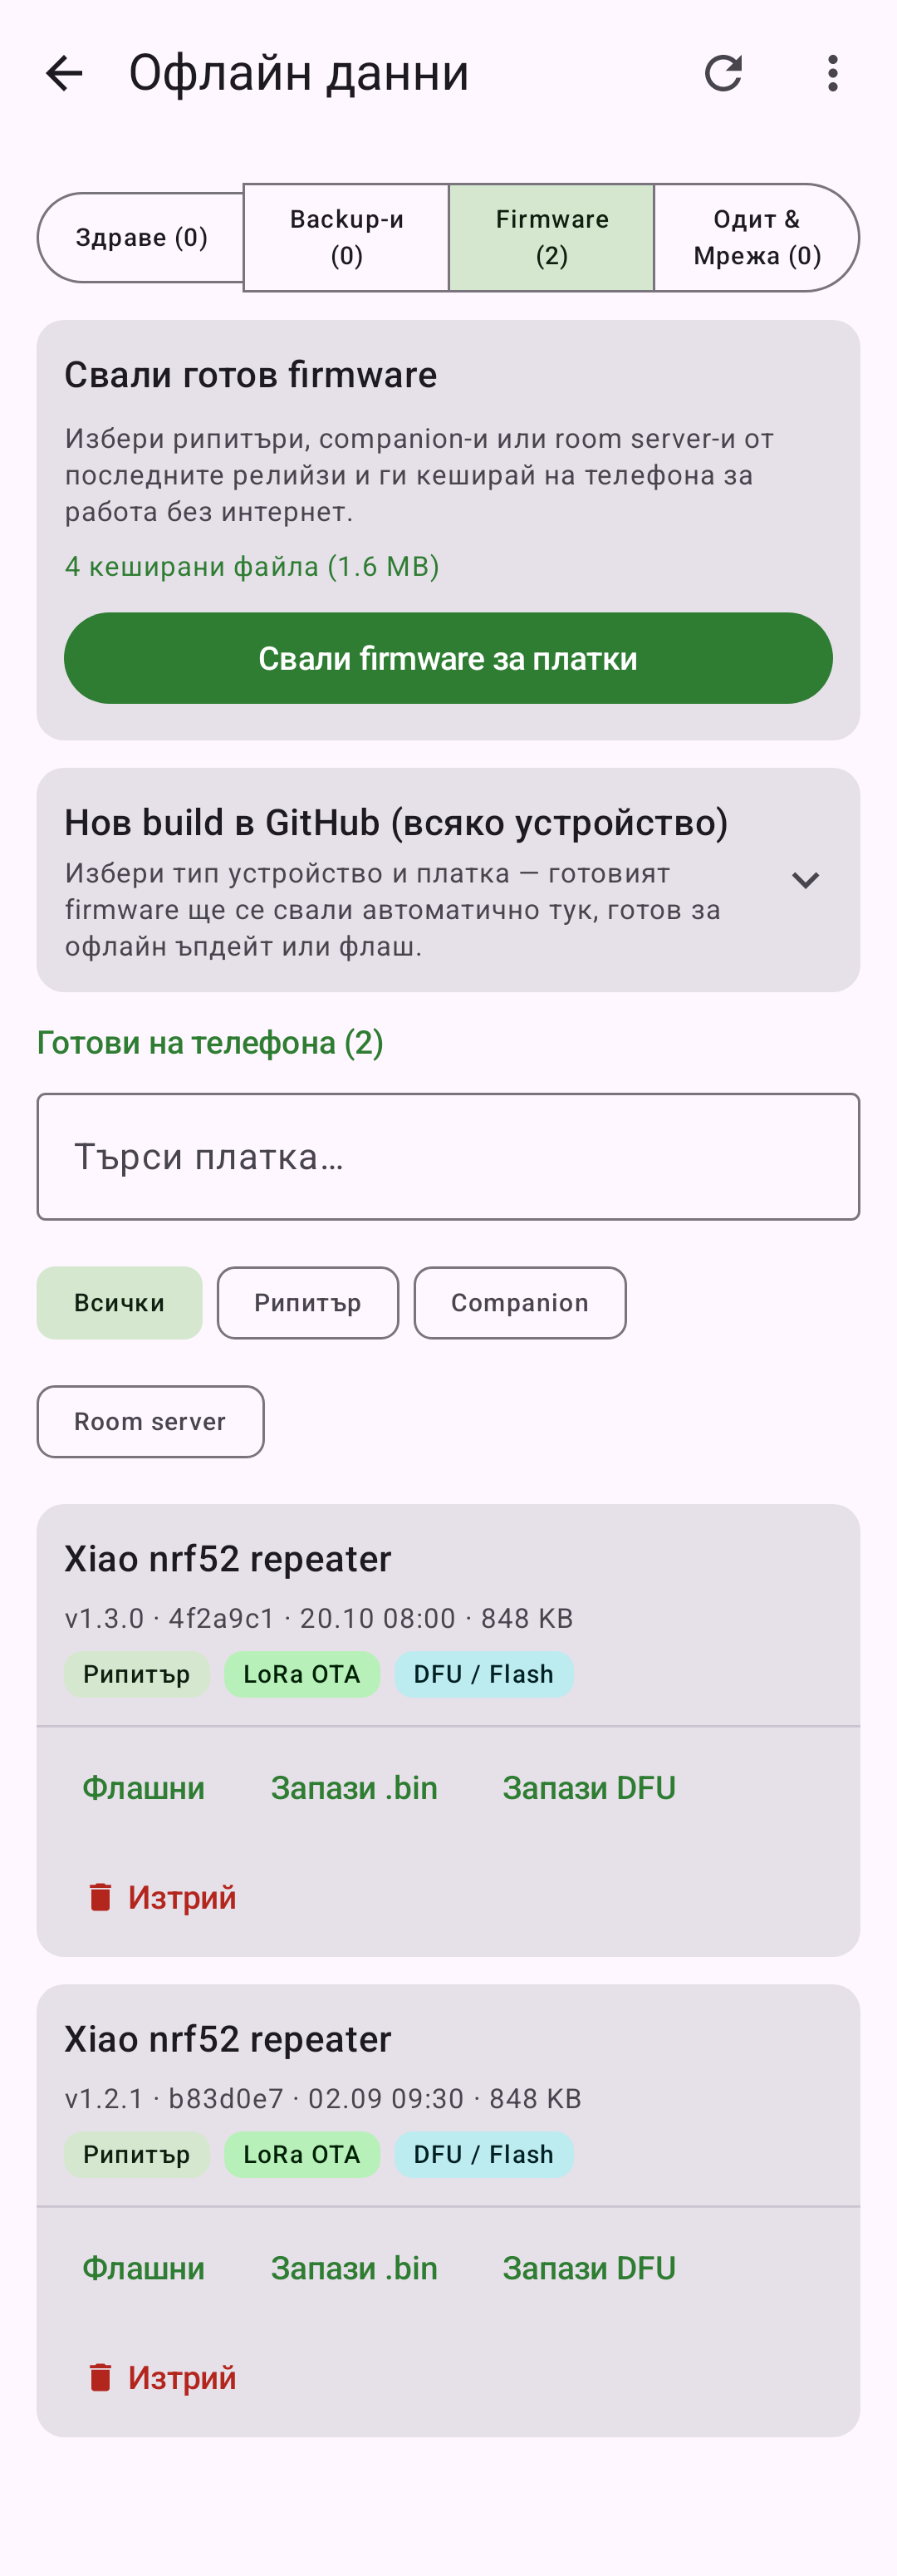 Офлайн данни
Здраве (0)
Backup-и
(0)
Firmware
(2)
Одит &
Мрежа (0)
Свали готов firmware
Избери рипитъри, companion-и или room server-и от
последните релийзи и ги кеширай на телефона за
работа без интернет.
4 кеширани файла (1.6 MB)
Свали firmware за платки
Нов build в GitHub (всяко устройство)
Избери тип устройство и платка — готовият
firmware ще се свали автоматично тук, готов за
офлайн ъпдейт или флаш.
Готови на телефона (2)
Търси платка…
Всички
Рипитър
Companion
Room server
Xiao nrf52 repeater
v1.3.0 · 4f2a9c1 · 20.10 08:00 · 848 KB
Рипитър
LoRa OTA
DFU / Flash
Флашни
Запази .bin
Запази DFU
Изтрий
Xiao nrf52 repeater
v1.2.1 · b83d0e7 · 02.09 09:30 · 848 KB
Рипитър
LoRa OTA
DFU / Flash
Флашни
Запази .bin
Запази DFU
Изтрий